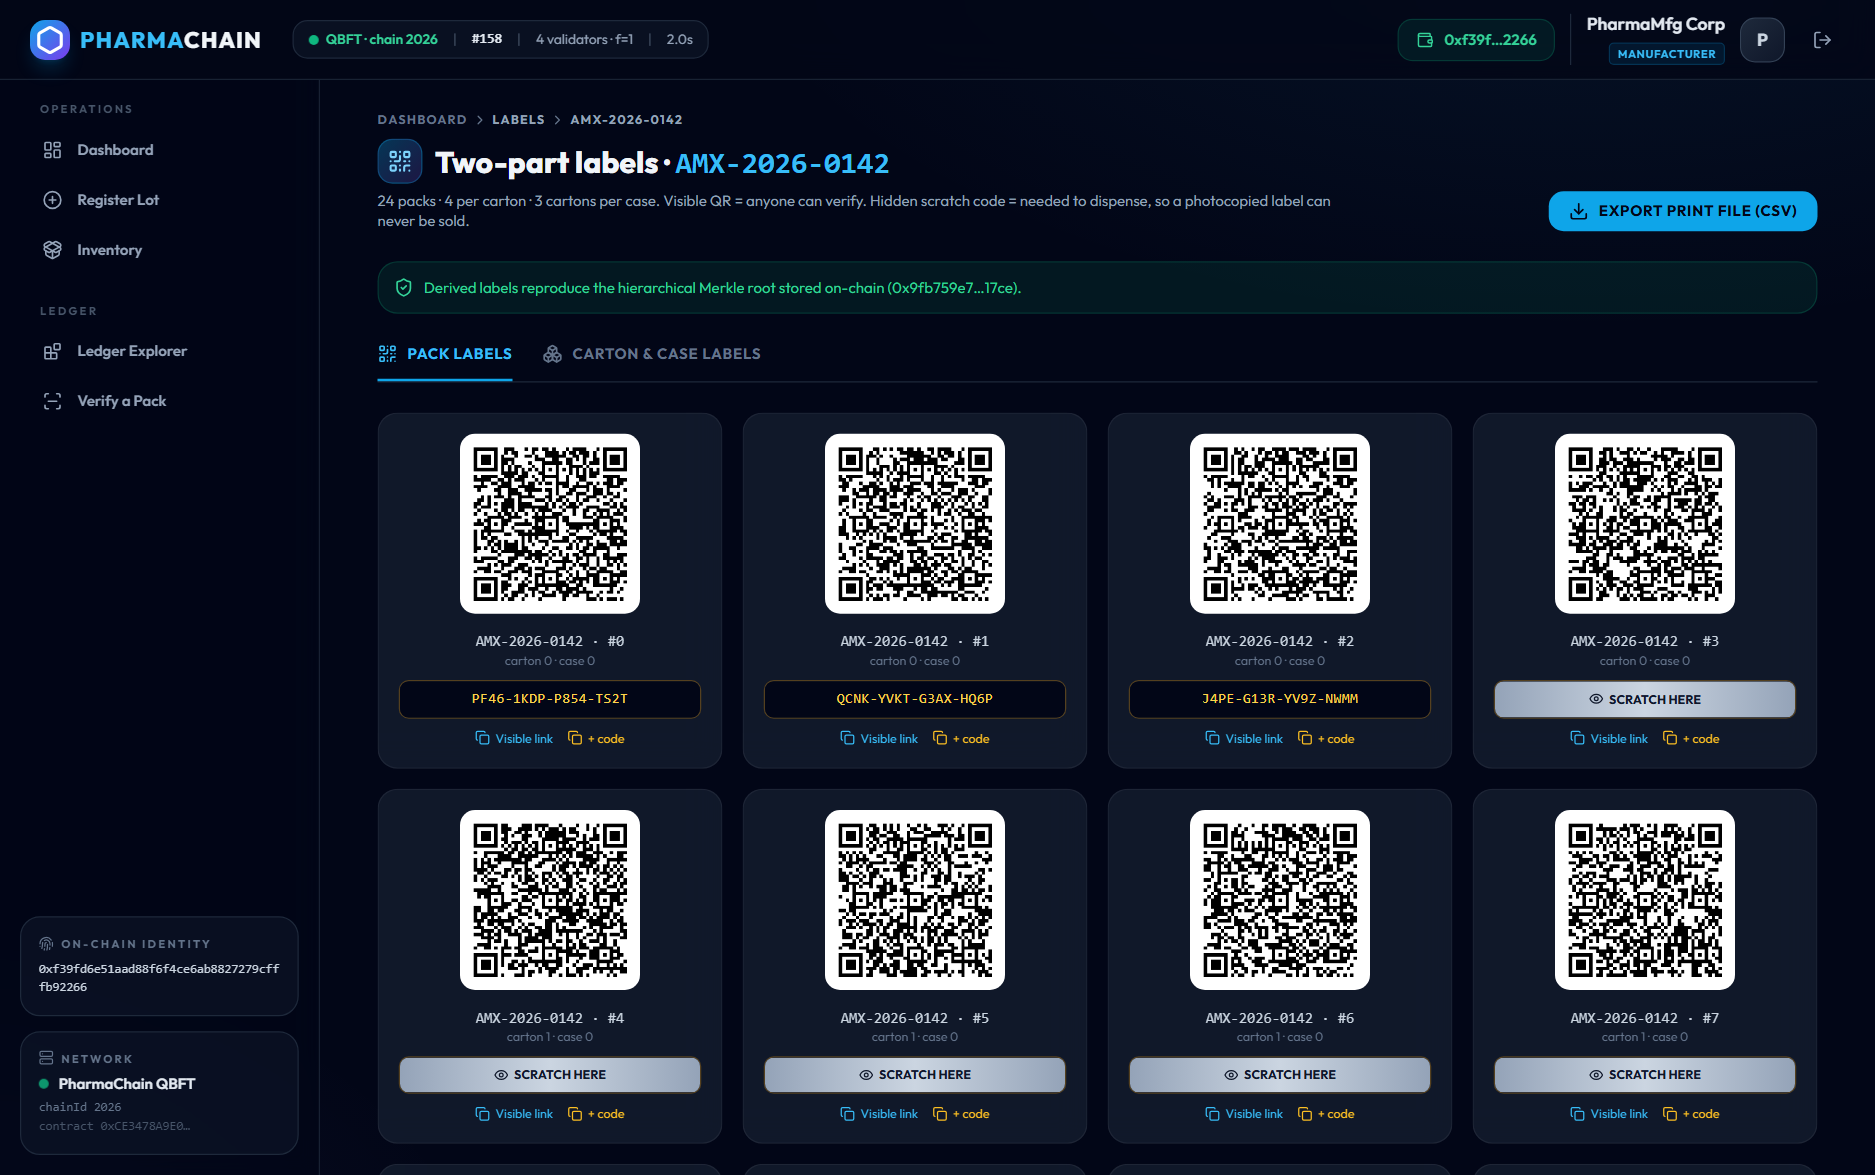 PHARMACHAIN
QBFT · chain 2026 | #158 | 4 validators · f=1 | 2.0s
0xf39f...2266
PharmaMfg Corp
MANUFACTURER
P
OPERATIONS
Dashboard
Register Lot
Inventory
LEDGER
Ledger Explorer
Verify a Pack
ON-CHAIN IDENTITY
0xf39fd6e51aad88f6f4ce6ab8827279cff
fb92266
NETWORK
PharmaChain QBFT
chainId 2026
contract 0xCE3478A9E0…
DASHBOARD > LABELS > AMX-2026-0142
Two-part labels · AMX-2026-0142
24 packs · 4 per carton · 3 cartons per case. Visible QR = anyone can verify. Hidden scratch code = needed to dispense, so a photocopied label can
never be sold.
EXPORT PRINT FILE (CSV)
Derived labels reproduce the hierarchical Merkle root stored on-chain (0x9fb759e7…17ce).
PACK LABELS
CARTON & CASE LABELS
AMX-2026-0142 · #0
carton 0 · case 0
PF46-1KDP-P854-TS2T
Visible link + code
AMX-2026-0142 · #1
carton 0 · case 0
QCNK-YVKT-G3AX-HQ6P
Visible link + code
AMX-2026-0142 · #2
carton 0 · case 0
J4PE-G13R-YV9Z-NWMM
Visible link + code
AMX-2026-0142 · #3
carton 0 · case 0
SCRATCH HERE
Visible link + code
AMX-2026-0142 · #4
carton 1 · case 0
SCRATCH HERE
Visible link + code
AMX-2026-0142 · #5
carton 1 · case 0
SCRATCH HERE
Visible link + code
AMX-2026-0142 · #6
carton 1 · case 0
SCRATCH HERE
Visible link + code
AMX-2026-0142 · #7
carton 1 · case 0
SCRATCH HERE
Visible link + code